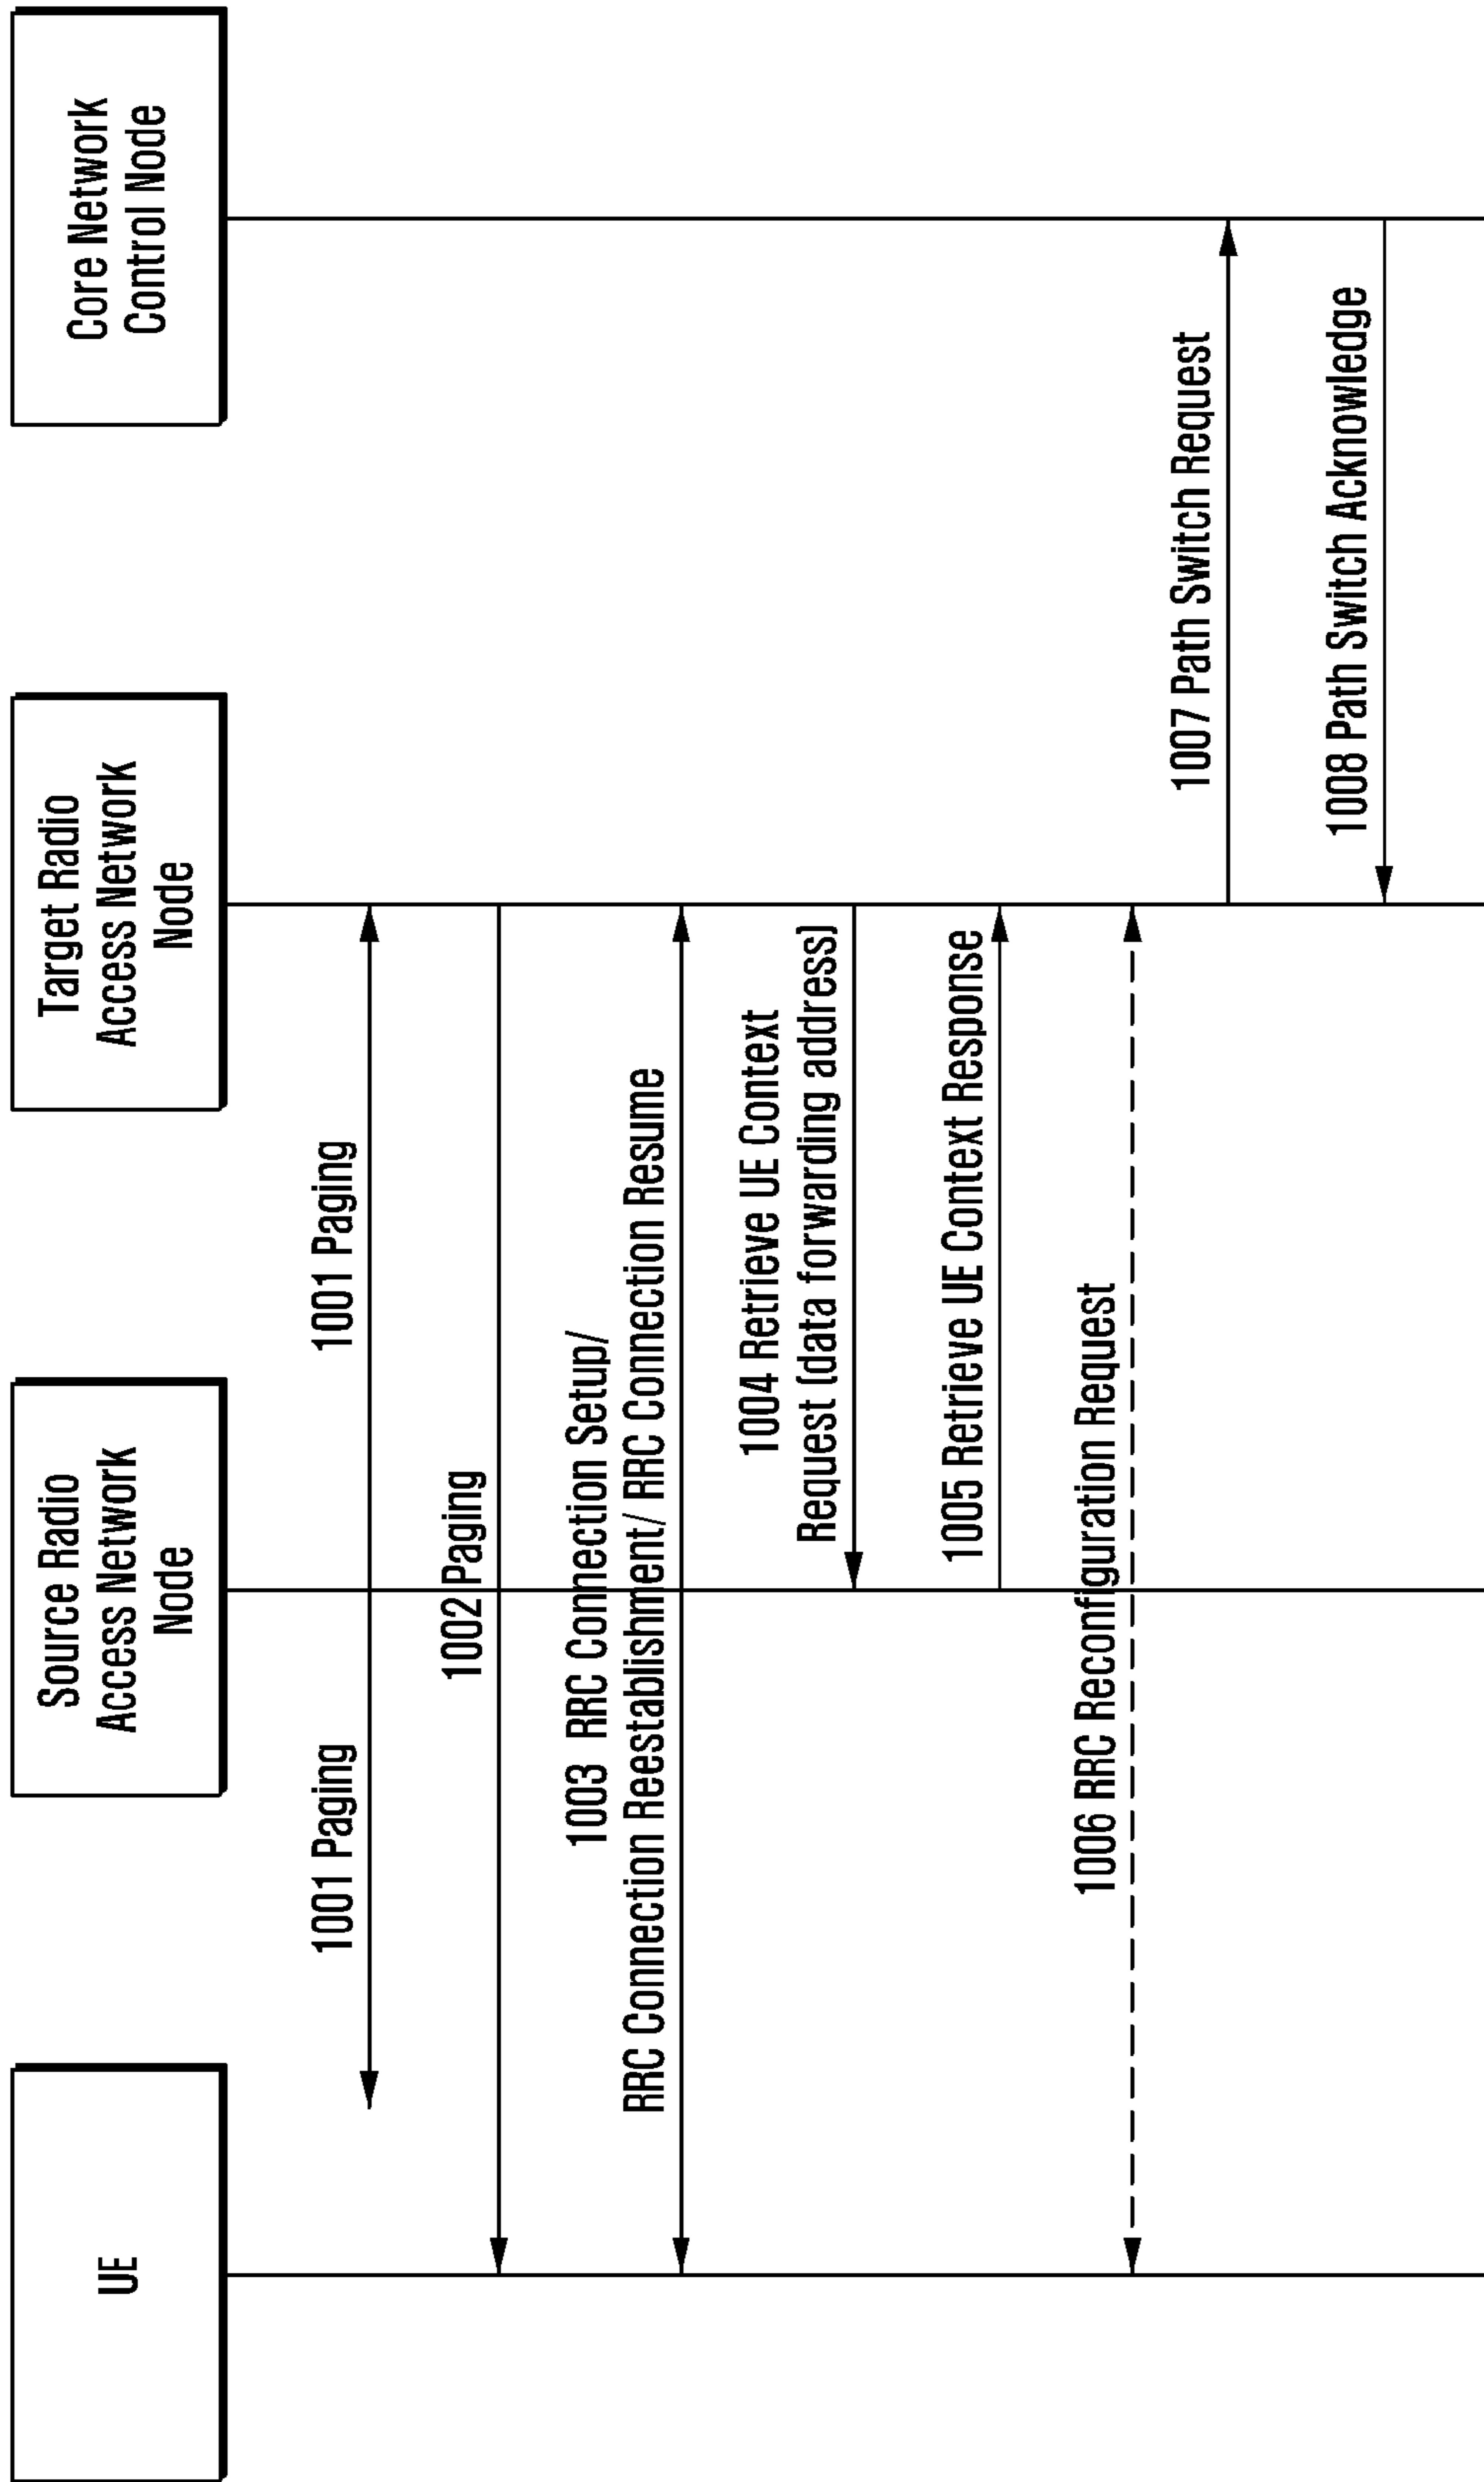 UE
Source Radio
Access Network
Node
Target Radio
Access Network
Node
Core Network
Control Node
1001 Paging
1001 Paging
1002 Paging
1003 RRC Connection Setup/
RRC Connection Reestablishment/ RRC Connection Resume
1004 Retrieve UE Context
Request (data forwarding address)
1005 Retrieve UE Context Response
1006 RRC Reconfiguration Request
1007 Path Switch Request
1008 Path Switch Acknowledge